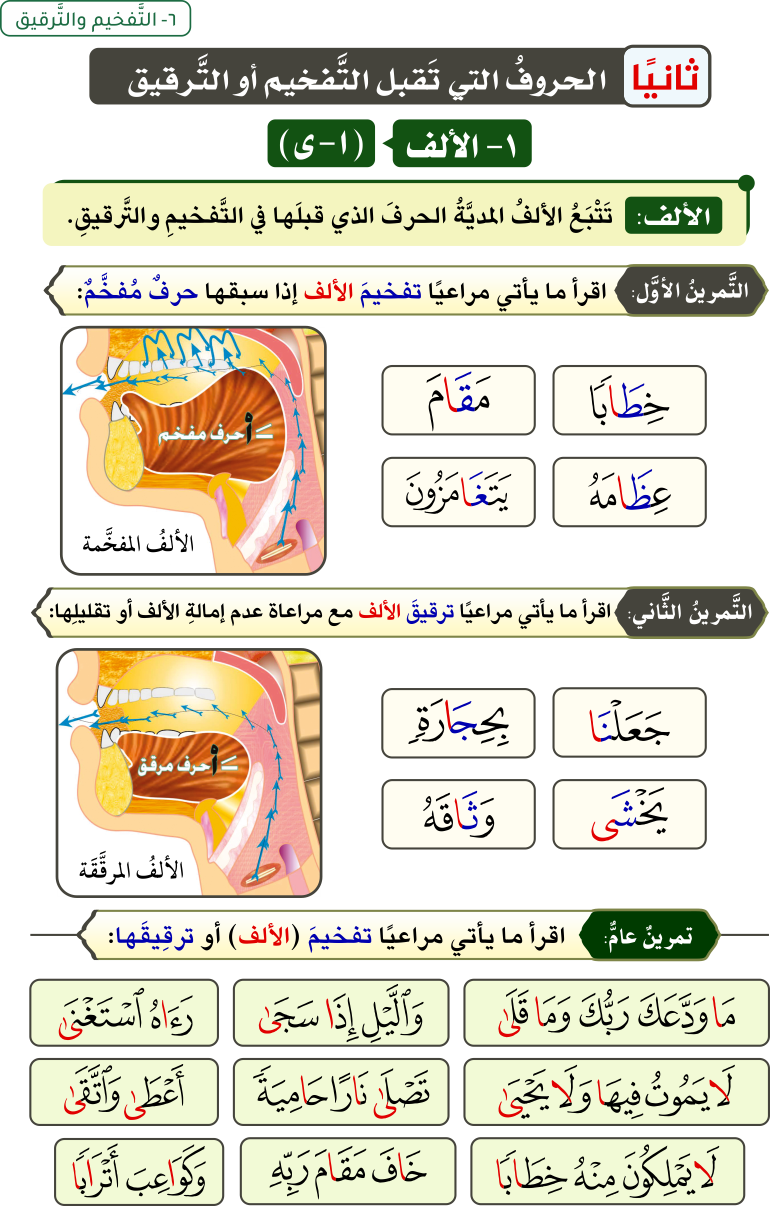 ٦- التَّفخيم والتَّرقيق
ثانيًا الحروفُ التي تَقبل التَّفخيم أو التَّرقيق
١- الألف (ا - ى)
الألف: تَتْبَعُ الألفُ المديَّةُ الحرفَ الذي قبلَها في التَّفخيمِ والتَّرقيقِ.
التَّمرينُ الأوَّل: اقرأ ما يأتي مراعيًا تفخيمَ الألف إذا سبقها حرفٌ مُفخَّمٌ:
خِطَابًا مَقَامَ
عِظَامَهُ يَتَغَامَزُونَ
أحرف مفخم
الألفُ المفخَّمة
التَّمرينُ الثَّاني: اقرأ ما يأتي مراعيًا ترقيقَ الألف مع مراعاة عدم إمالةِ الألف أو تقليلِها:
جَعَلْنَا بِحِجَارَةٍ
يَخْشَى وَثَاقَهُ
أحرف مرقق
الألفُ المرقَّقَة
تمرينٌ عامٌّ: اقرأ ما يأتي مراعيًا تفخيمَ (الألف) أو ترقِيقَها:
مَا وَدَّعَكَ رَبُّكَ وَمَا قَلَىٰ وَٱلَّيْلِ إِذَا سَجَىٰ رَءَاهُ ٱسْتَغْنَىٰ
لَا يَمُوتُ فِيهَا وَلَا يَحْيَىٰ تَصْلَىٰ نَارًا حَامِيَةً أَعْطَىٰ وَٱتَّقَىٰ
لَا يَمْلِكُونَ مِنْهُ خِطَابًا خَافَ مَقَامَ رَبِّهِ وَكَوَاعِبَ أَتْرَابًا